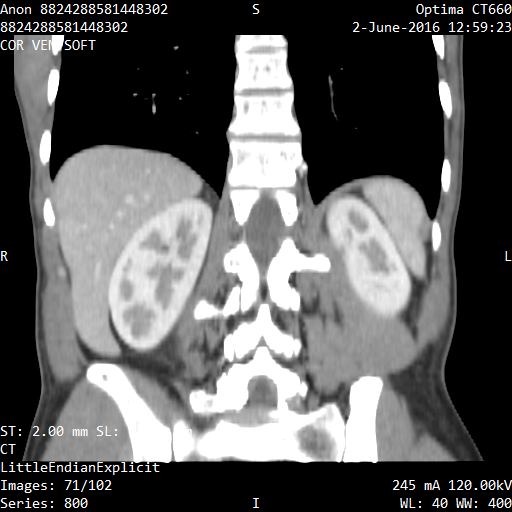 Anon 8824288581448302
S
Optima CT660
8824288581448302
2-June-2016 12:59:23
COR VEN SOFT
R
L
ST: 2.00 mm SL:
CT
LittleEndianExplicit
Images: 71/102
245 mA 120.00kV
Series: 800
I
WL: 40 WW: 400